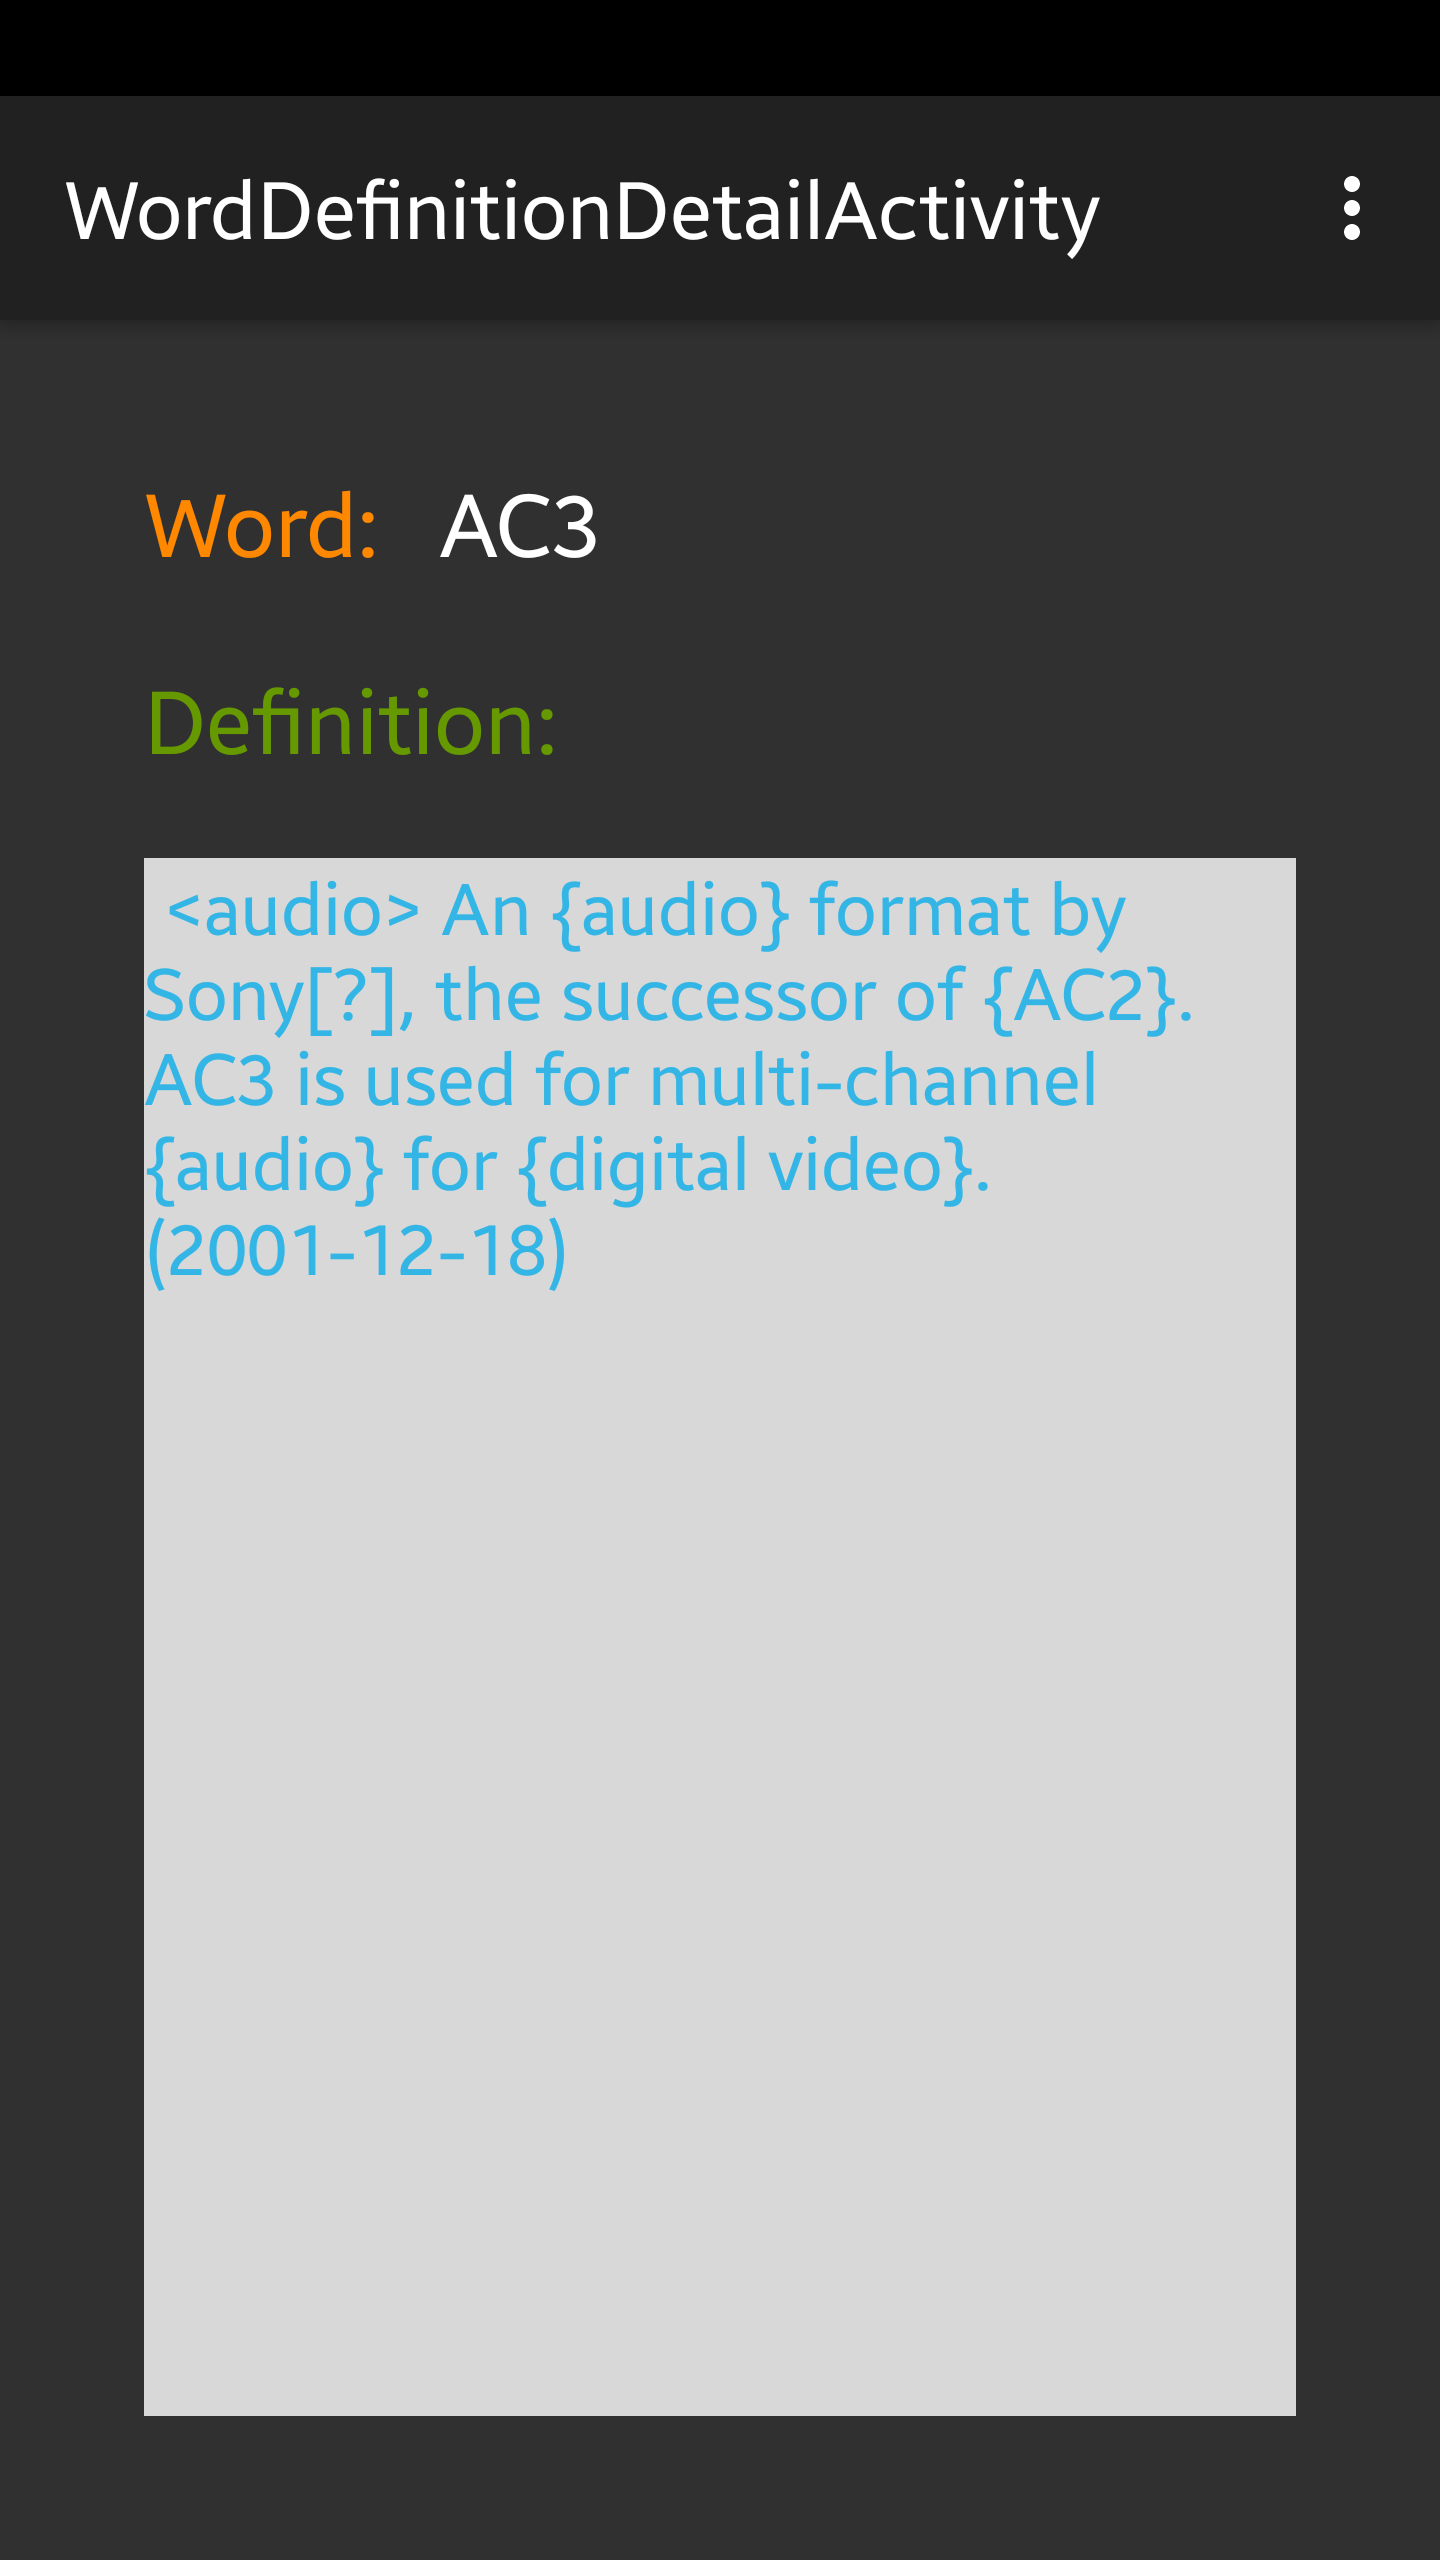 WordDefinitionDetailActivity
Word: AC3
Definition:
<audio> An {audio} format by
Sony[?], the successor of {AC2}.
AC3 is used for multi-channel
{audio} for {digital video}.
(2001-12-18)